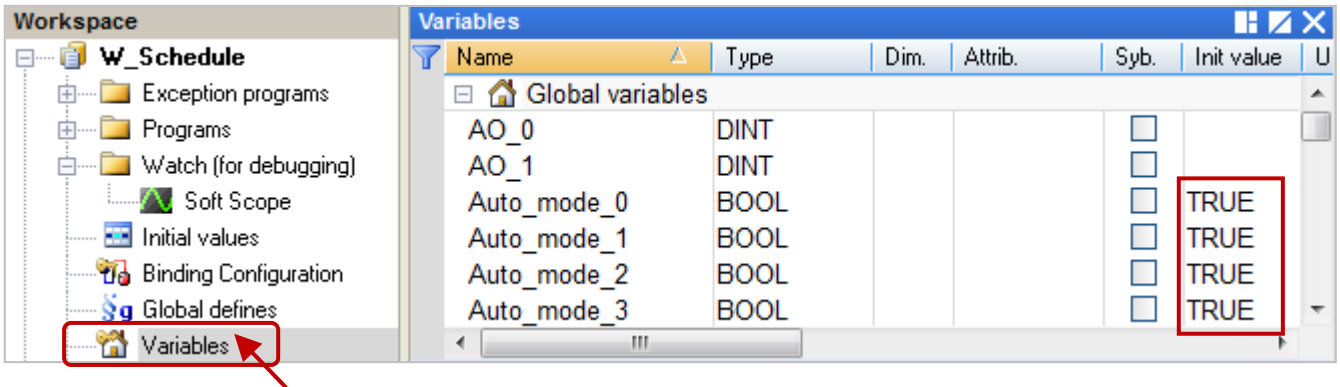 Workspace
W_Schedule
Exception programs
Programs
Watch (for debugging)
Soft Scope
Initial values
Binding Configuration
Global defines
Variables
Variables
Name Type Dim. Attrib. Syb. Init value U
Global variables
AO_0 DINT
AO_1 DINT
Auto_mode_0 BOOL TRUE
Auto_mode_1 BOOL TRUE
Auto_mode_2 BOOL TRUE
Auto_mode_3 BOOL TRUE